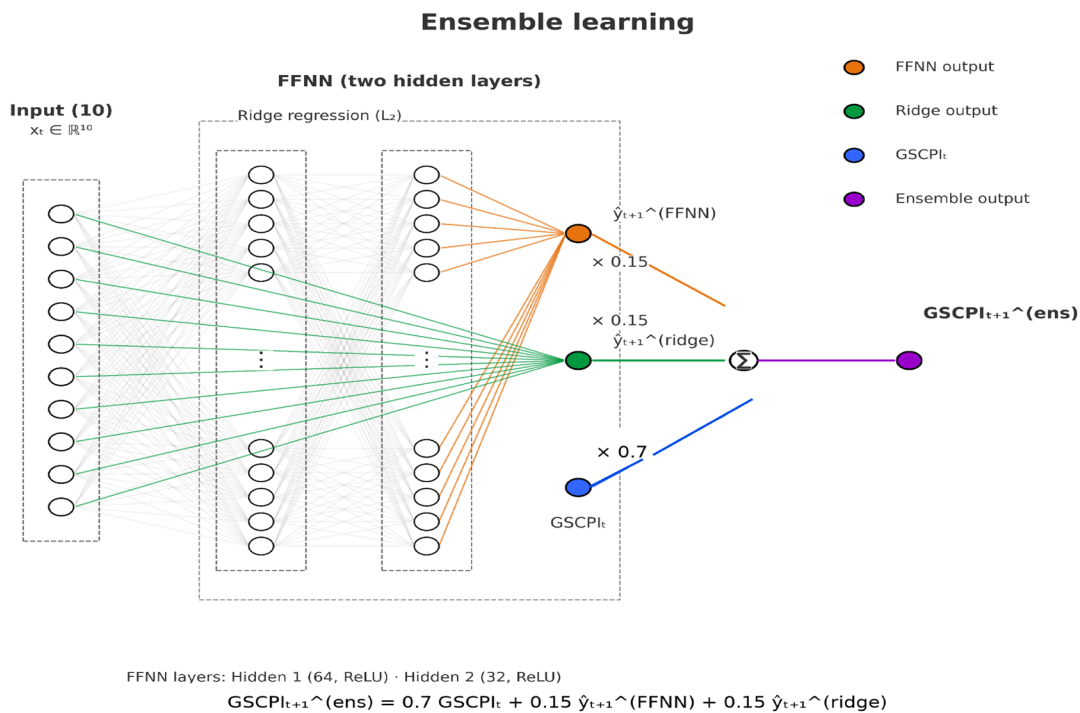 Ensemble learning
FFNN (two hidden layers)
Input (10)
xₜ ∈ ℝ¹⁰
Ridge regression (L₂)
FFNN output
Ridge output
GSCPIₜ
Ensemble output
ŷₜ₊₁^(FFNN)
× 0.15
× 0.15
ŷₜ₊₁^(ridge)
Σ
GSCPIₜ₊₁^(ens)
⋮
⋮
× 0.7
GSCPIₜ
FFNN layers: Hidden 1 (64, ReLU) · Hidden 2 (32, ReLU)
GSCPIₜ₊₁^(ens) = 0.7 GSCPIₜ + 0.15 ŷₜ₊₁^(FFNN) + 0.15 ŷₜ₊₁^(ridge)